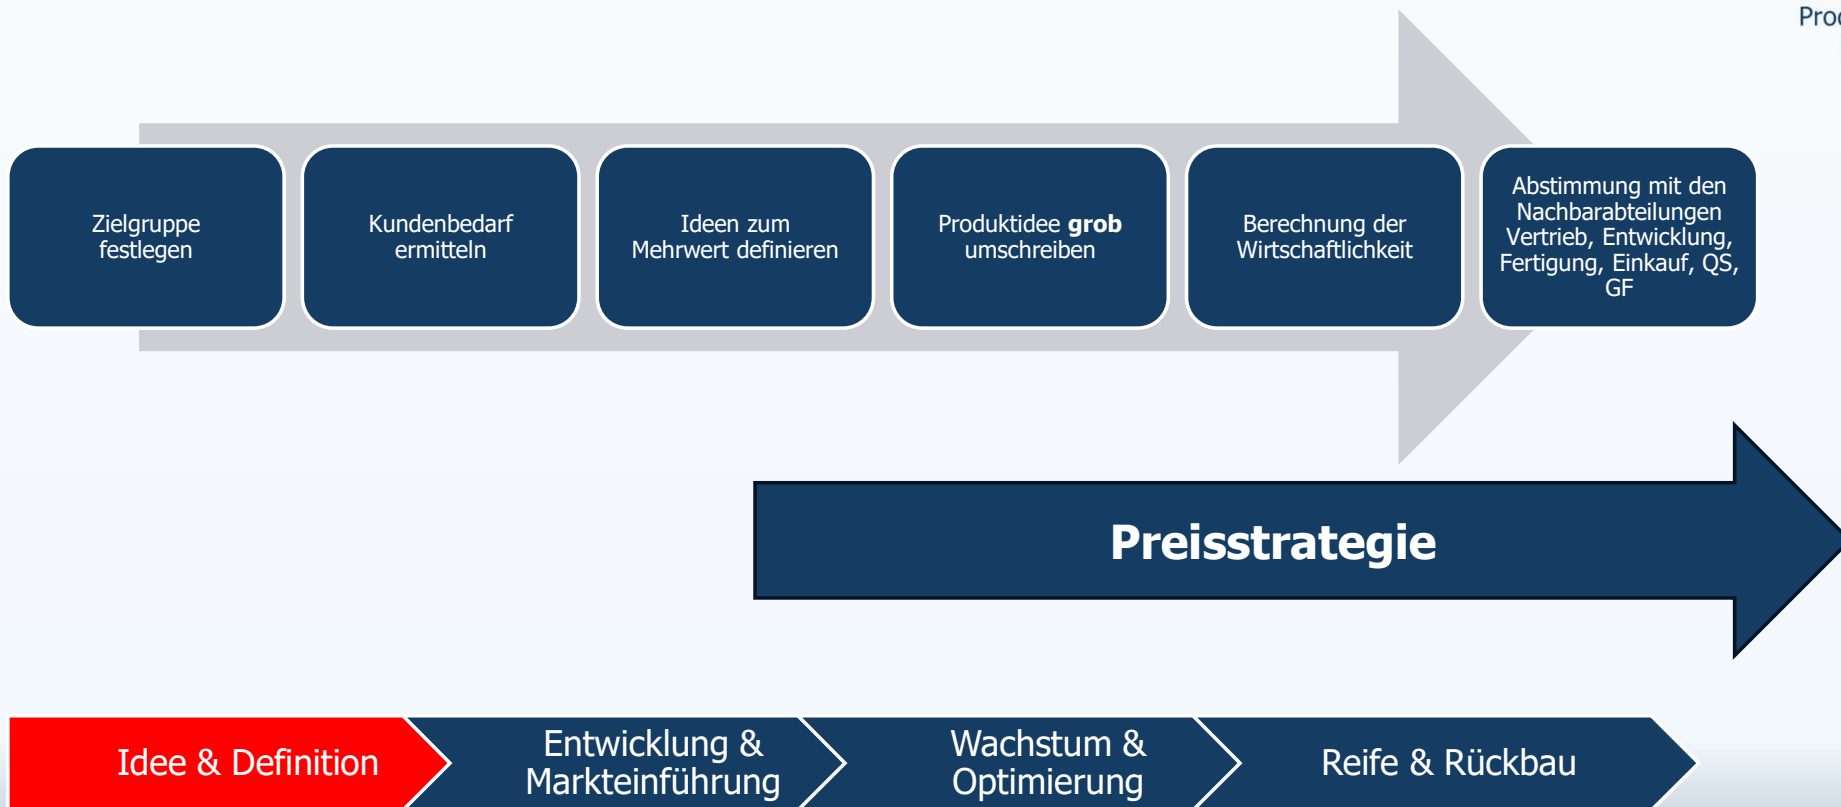 Zielgruppe
festlegen
Kundenbedarf
ermitteln
Ideen zum
Mehrwert definieren
Produktidee grob
umschreiben
Berechnung der
Wirtschaftlichkeit
Abstimmung mit den
Nachbarabteilungen
Vertrieb, Entwicklung,
Fertigung, Einkauf, QS,
GF
Preisstrategie
Idee & Definition
Entwicklung &
Markteinführung
Wachstum &
Optimierung
Reife & Rückbau